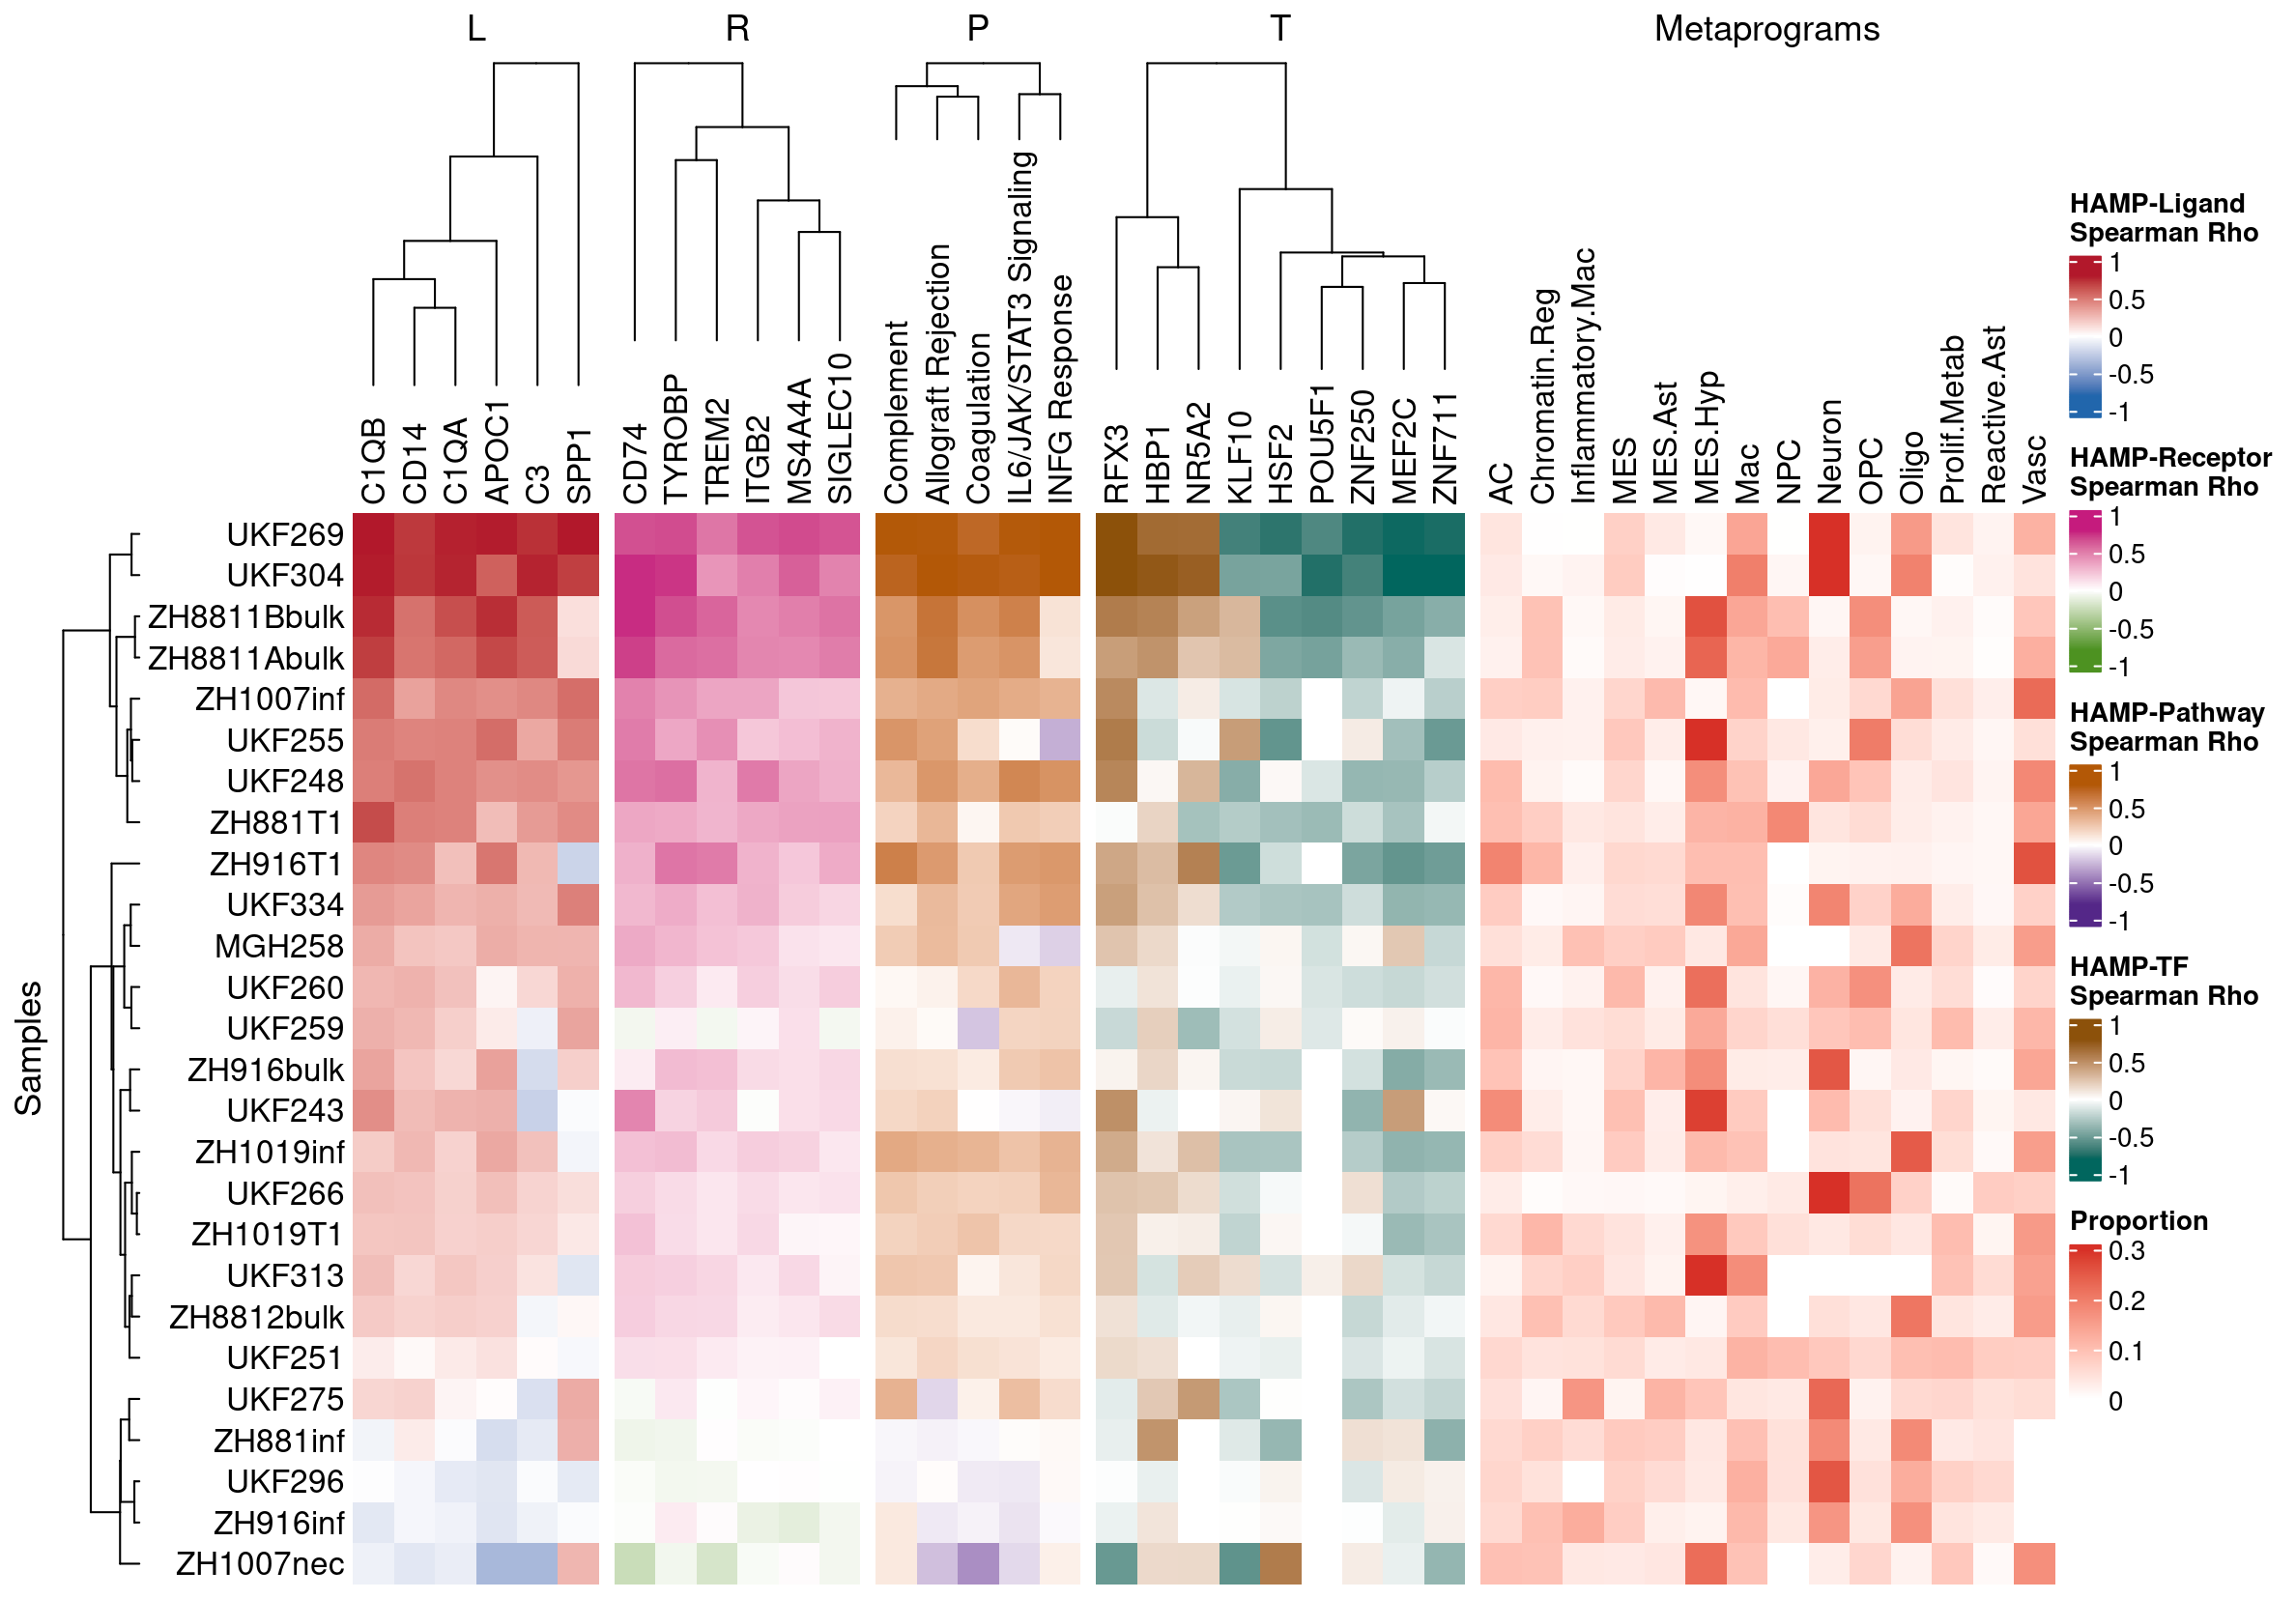 L R P T Metaprograms
C1QB CD14 C1QA APOC1 C3 SPP1
CD74 TYROBP TREM2 ITGB2 MS4A4A SIGLEC10
Complement
Allograft Rejection
Coagulation
IL6/JAK/STAT3 Signaling
INFG Response
RFX3 HBP1 NR5A2 KLF10 HSF2 POU5F1 ZNF250 MEF2C ZNF711
AC Chromatin.Reg Inflammatory.Mac MES MES.Ast MES.Hyp Mac NPC Neuron OPC Oligo Prolif.Metab Reactive.Ast Vasc
Samples
UKF269
UKF304
ZH8811Bbulk
ZH8811Abulk
ZH1007inf
UKF255
UKF248
ZH881T1
ZH916T1
UKF334
MGH258
UKF260
UKF259
ZH916bulk
UKF243
ZH1019inf
UKF266
ZH1019T1
UKF313
ZH8812bulk
UKF251
UKF275
ZH881inf
UKF296
ZH916inf
ZH1007nec
HAMP-Ligand
Spearman Rho
1
0.5
0
-0.5
-1
HAMP-Receptor
Spearman Rho
1
0.5
0
-0.5
-1
HAMP-Pathway
Spearman Rho
1
0.5
0
-0.5
-1
HAMP-TF
Spearman Rho
1
0.5
0
-0.5
-1
Proportion
0.3
0.2
0.1
0